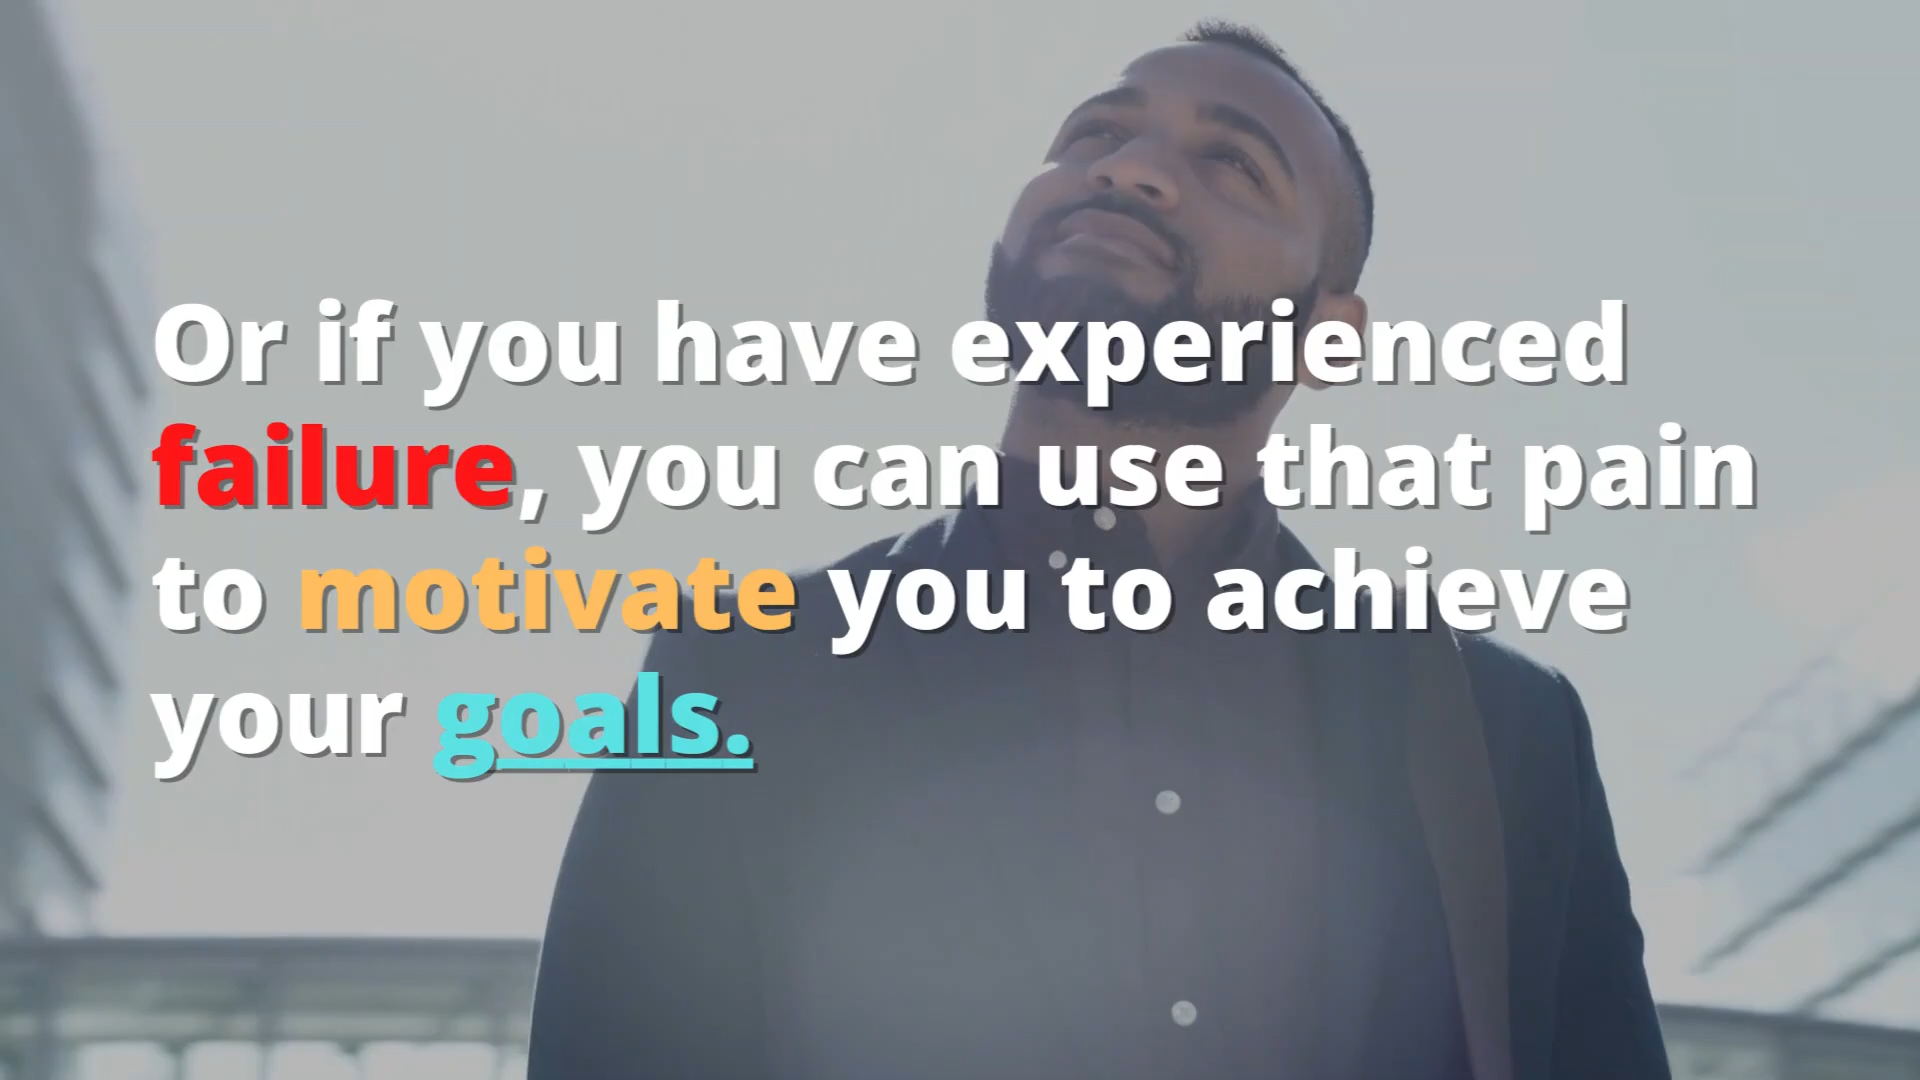 Or if you have experienced
failure, you can use that pain
to motivate you to achieve
your goals.